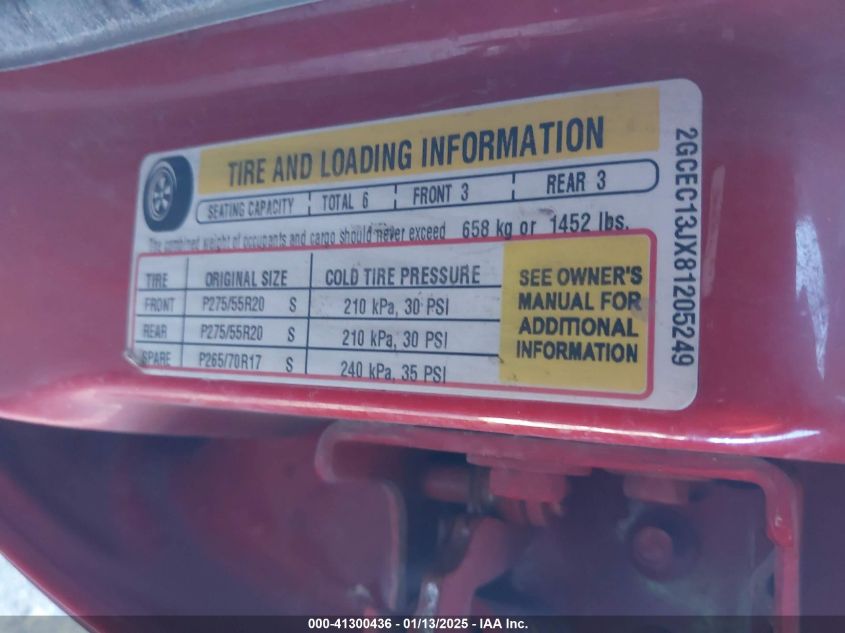 TIRE AND LOADING INFORMATION
SEATING CAPACITY TOTAL 6 FRONT 3 REAR 3
The combined weight of occupants and cargo should never exceed 658 kg or 1452 lbs.
TIRE ORIGINAL SIZE COLD TIRE PRESSURE
FRONT P275/55R20 S 210 kPa, 30 PSI
REAR P275/55R20 S 210 kPa, 30 PSI
SPARE P265/70R17 S 240 kPa, 35 PSI
SEE OWNER'S
MANUAL FOR
ADDITIONAL
INFORMATION
2GCEC13JX81205249
000-41300436 - 01/13/2025 - IAA Inc.